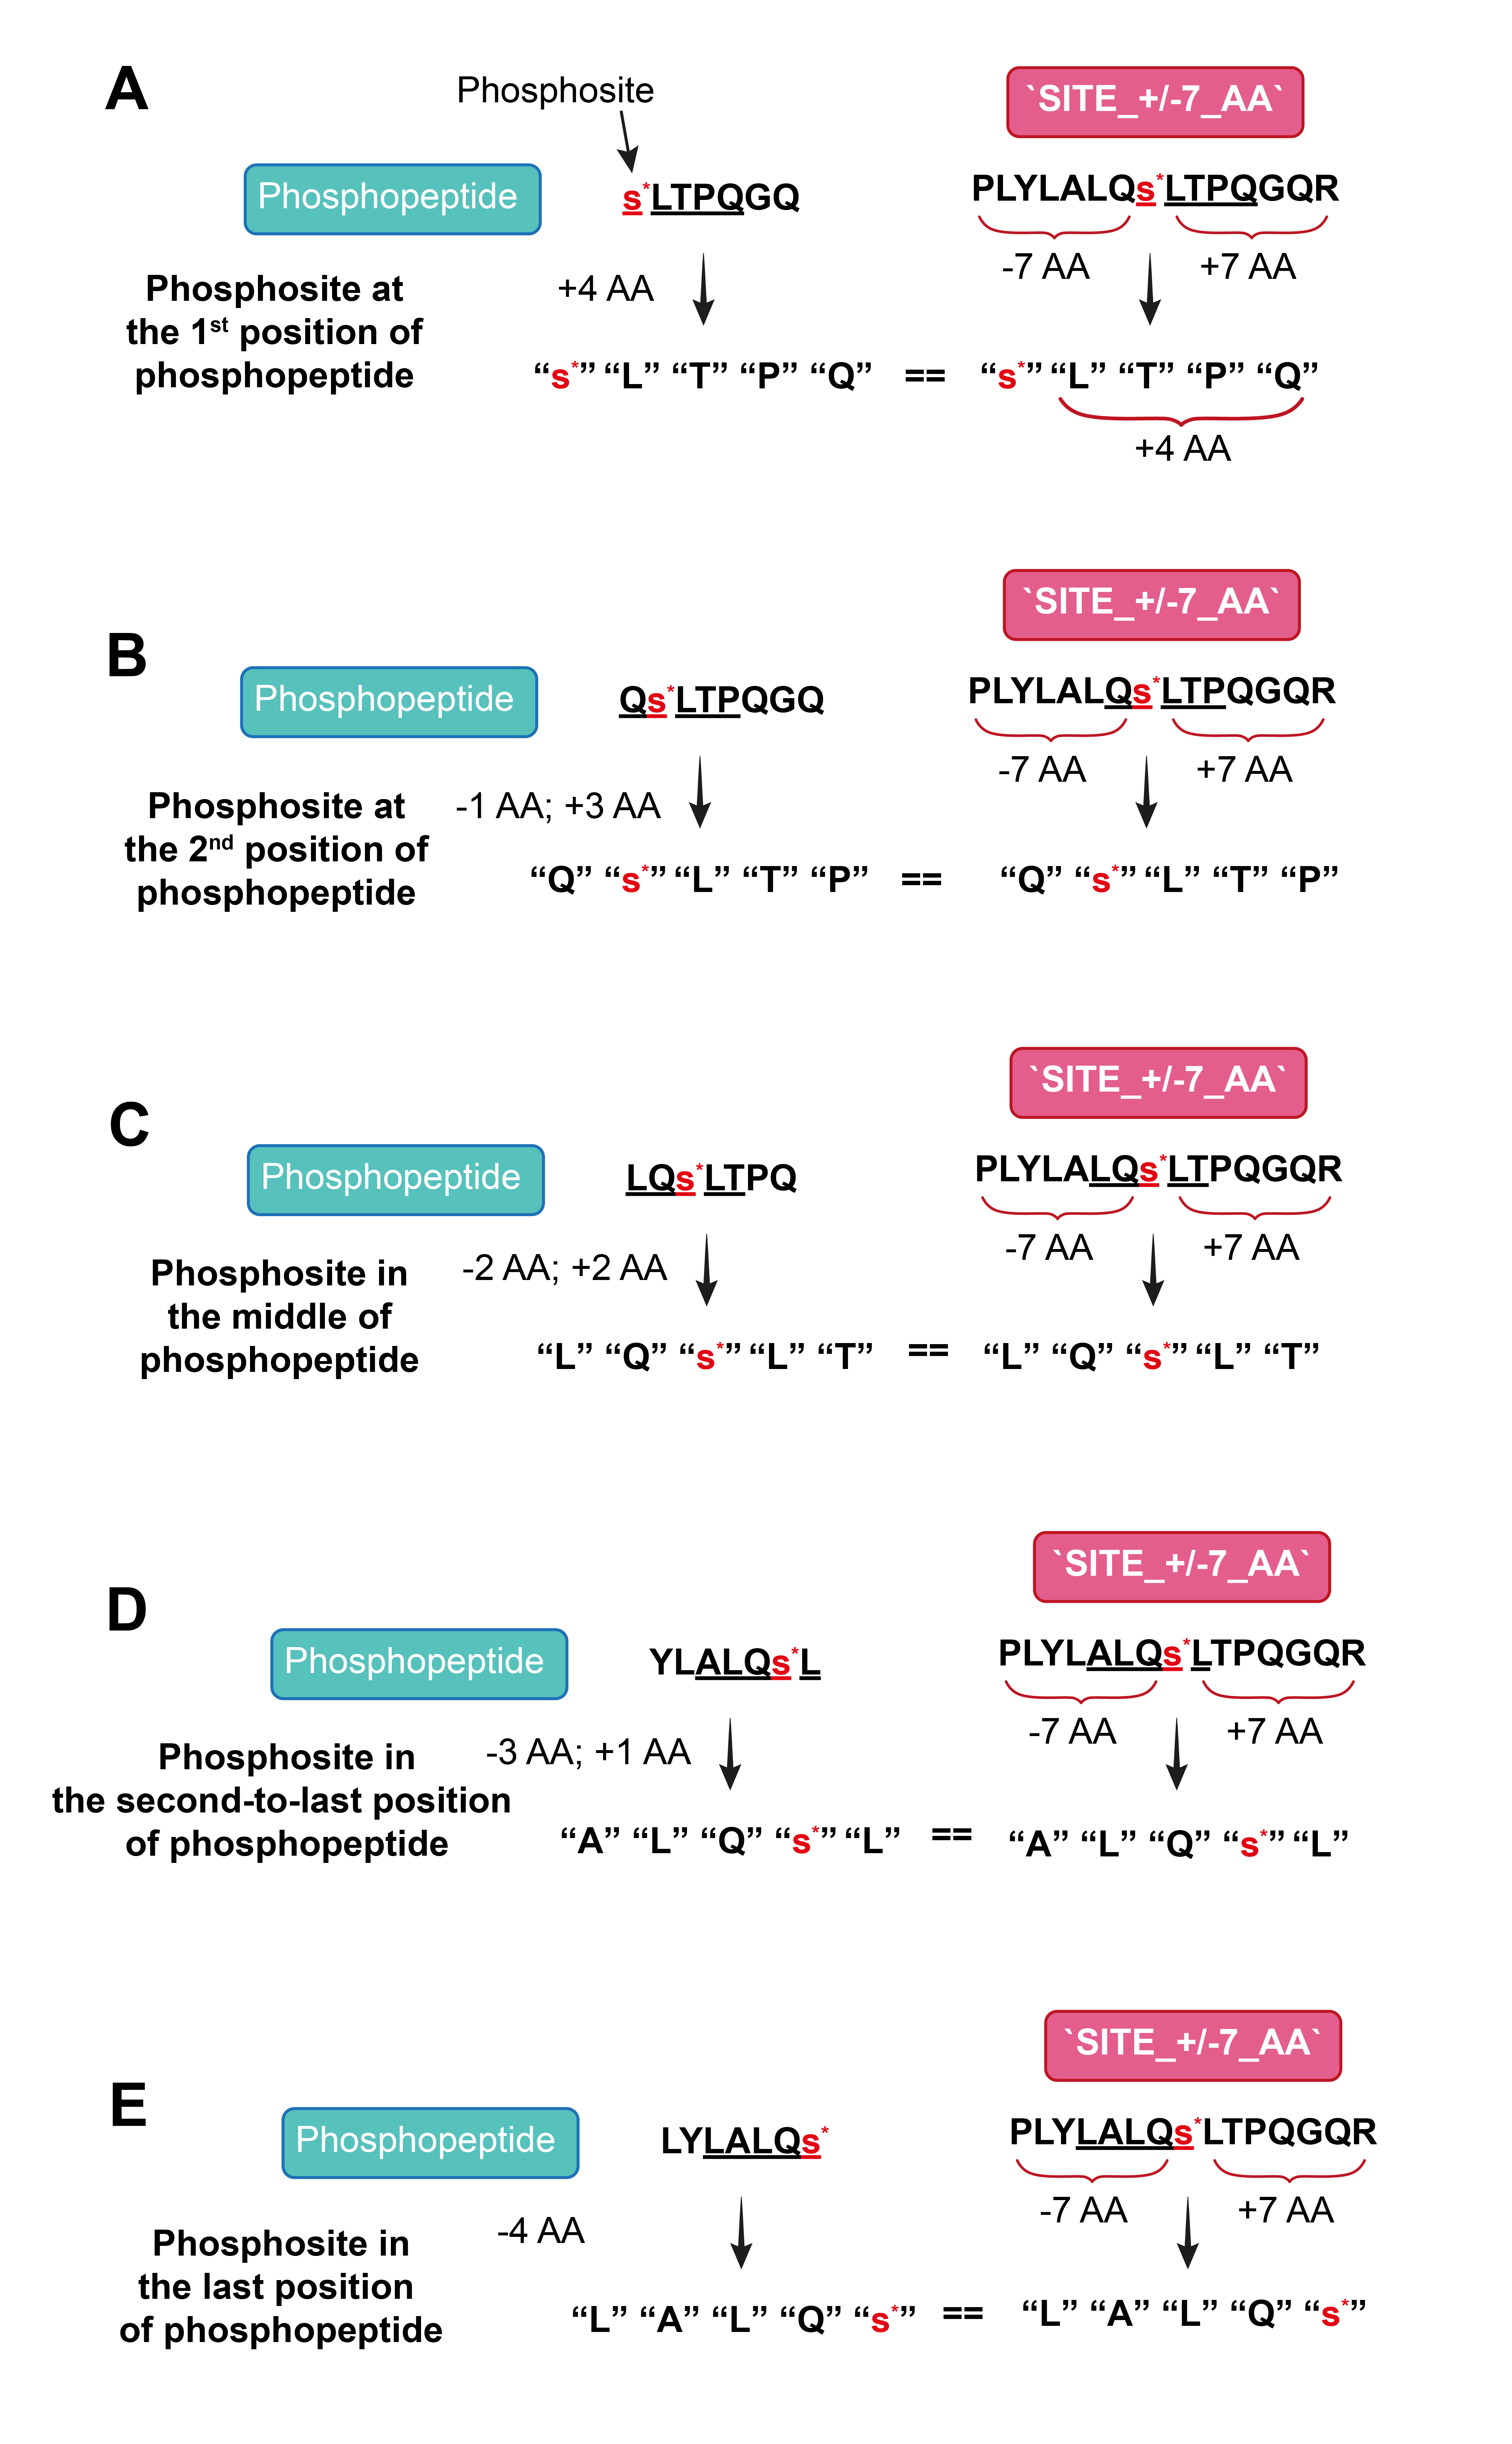 A
Phosphosite
`SITE_+/-7_AA`
Phosphopeptide
s*LTPQGQ
PLYLALQs*LTPQGQR
-7 AA
+7 AA
Phosphosite at
the 1st position of
phosphopeptide
+4 AA
“s*” “L” “T” “P” “Q” == “s*” “L” “T” “P” “Q”
+4 AA
`SITE_+/-7_AA`
B
Phosphopeptide
Qs*LTPQGQ
PLYLALQs*LTPQGQR
-7 AA
+7 AA
Phosphosite at
the 2nd position of
phosphopeptide
-1 AA; +3 AA
“Q” “s*” “L” “T” “P” == “Q” “s*” “L” “T” “P”
`SITE_+/-7_AA`
C
Phosphopeptide
LQs*LTPQ
PLYLALQs*LTPQGQR
-7 AA
+7 AA
Phosphosite in
the middle of
phosphopeptide
-2 AA; +2 AA
“L” “Q” “s*” “L” “T” == “L” “Q” “s*” “L” “T”
`SITE_+/-7_AA`
D
Phosphopeptide
YLALQs*L
PLYLALQs*LTPQGQR
-7 AA
+7 AA
Phosphosite in
the second-to-last position
of phosphopeptide
-3 AA; +1 AA
“A” “L” “Q” “s*” “L” == “A” “L” “Q” “s*” “L”
`SITE_+/-7_AA`
E
Phosphopeptide
LYLALQs*
PLYLALQs*LTPQGQR
-7 AA
+7 AA
Phosphosite in
the last position
of phosphopeptide
-4 AA
“L” “A” “L” “Q” “s*” == “L” “A” “L” “Q” “s*”